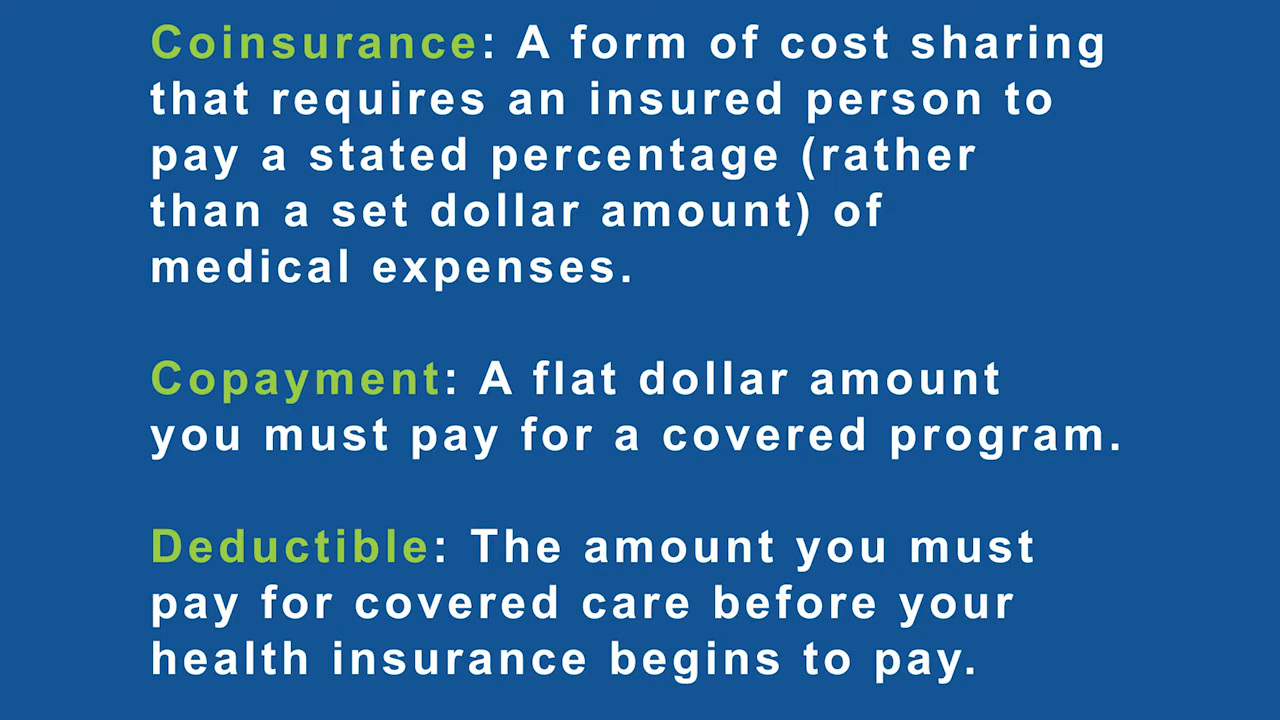 Coinsurance: A form of cost sharing
that requires an insured person to
pay a stated percentage (rather
than a set dollar amount) of
medical expenses.
Copayment: A flat dollar amount
you must pay for a covered program.
Deductible: The amount you must
pay for covered care before your
health insurance begins to pay.